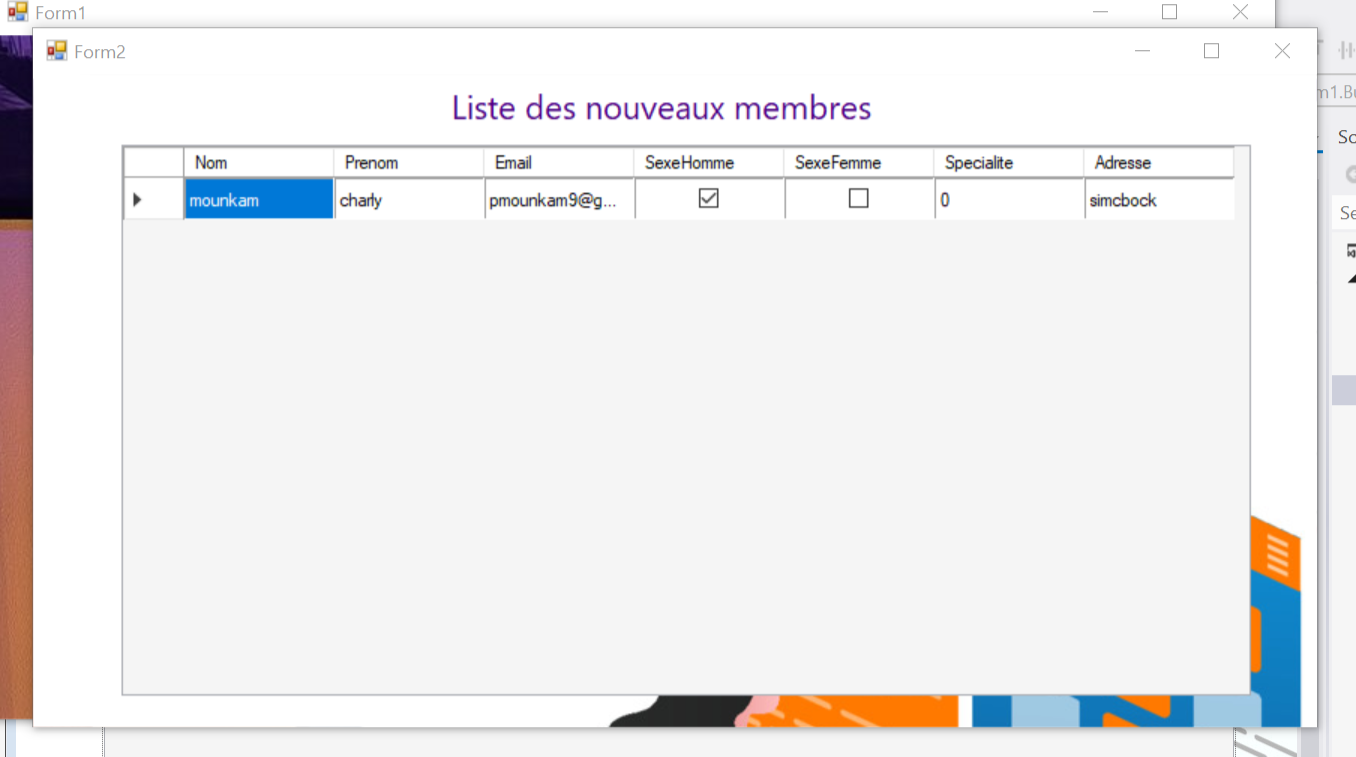 Form1
Form2
m1.Bu
Liste des nouveaux membres
So
Nom Prenom Email SexeHomme SexeFemme Specialite Adresse
mounkam charly pmounkam9@g... 0 simcbock
Se